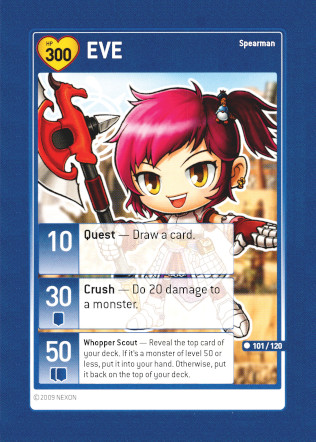 HP
300
EVE
Spearman
10
Quest — Draw a card.
30
Crush — Do 20 damage to
a monster.
50
Whopper Scout — Reveal the top card of
your deck. If it's a monster of level 50 or
less, put it into your hand. Otherwise, put
it back on the top of your deck.
101 / 120
© 2009 NEXON